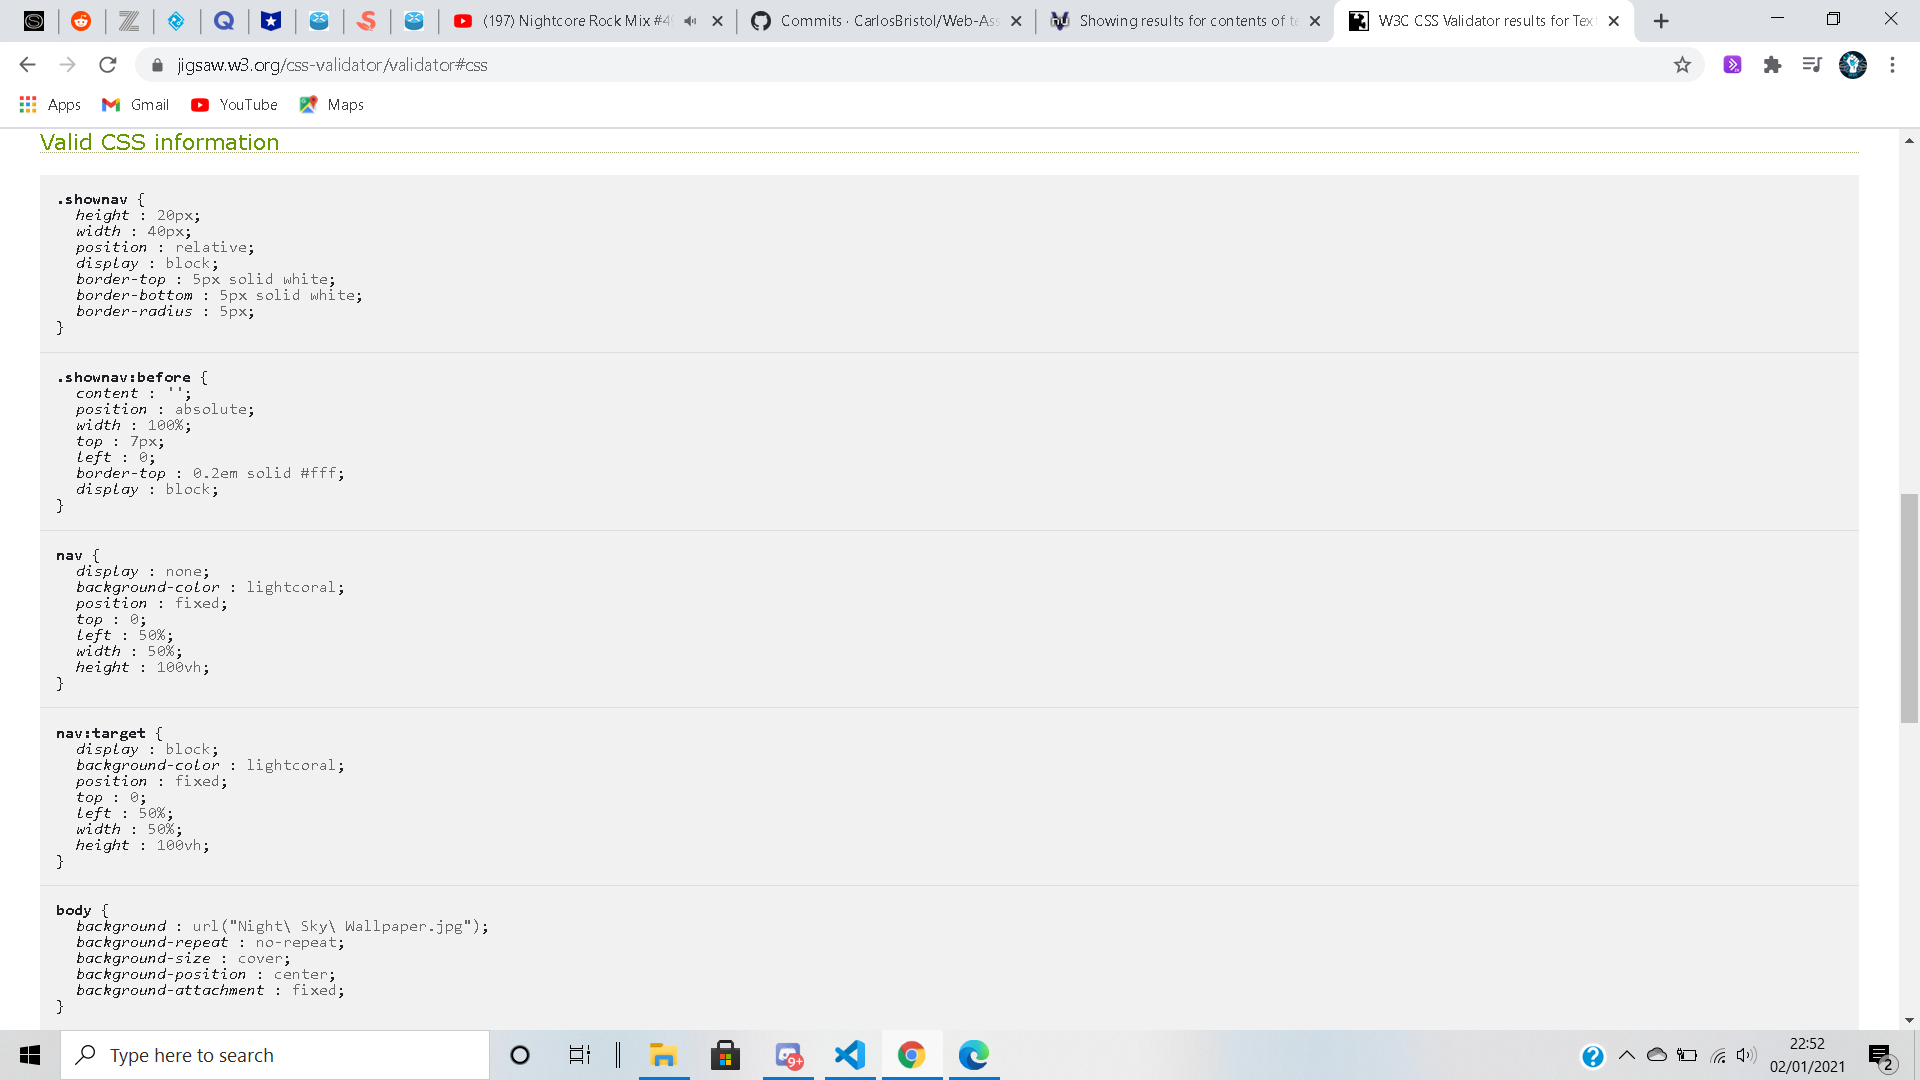 (197) Nightcore Rock Mix #4
Commits · CarlosBristol/Web-Ass
Showing results for contents of te
W3C CSS Validator results for Text
jigsaw.w3.org/css-validator/validator#css
Apps
Gmail
YouTube
Maps
Valid CSS information
.shownav {
height : 20px;
width : 40px;
position : relative;
display : block;
border-top : 5px solid white;
border-bottom : 5px solid white;
border-radius : 5px;
}
.shownav:before {
content : '';
position : absolute;
width : 100%;
top : 7px;
left : 0;
border-top : 0.2em solid #fff;
display : block;
}
nav {
display : none;
background-color : lightcoral;
position : fixed;
top : 0;
left : 50%;
width : 50%;
height : 100vh;
}
nav:target {
display : block;
background-color : lightcoral;
position : fixed;
top : 0;
left : 50%;
width : 50%;
height : 100vh;
}
body {
background : url("Night\ Sky\ Wallpaper.jpg");
background-repeat : no-repeat;
background-size : cover;
background-position : center;
background-attachment : fixed;
}
Type here to search
9+
22:52
02/01/2021
2